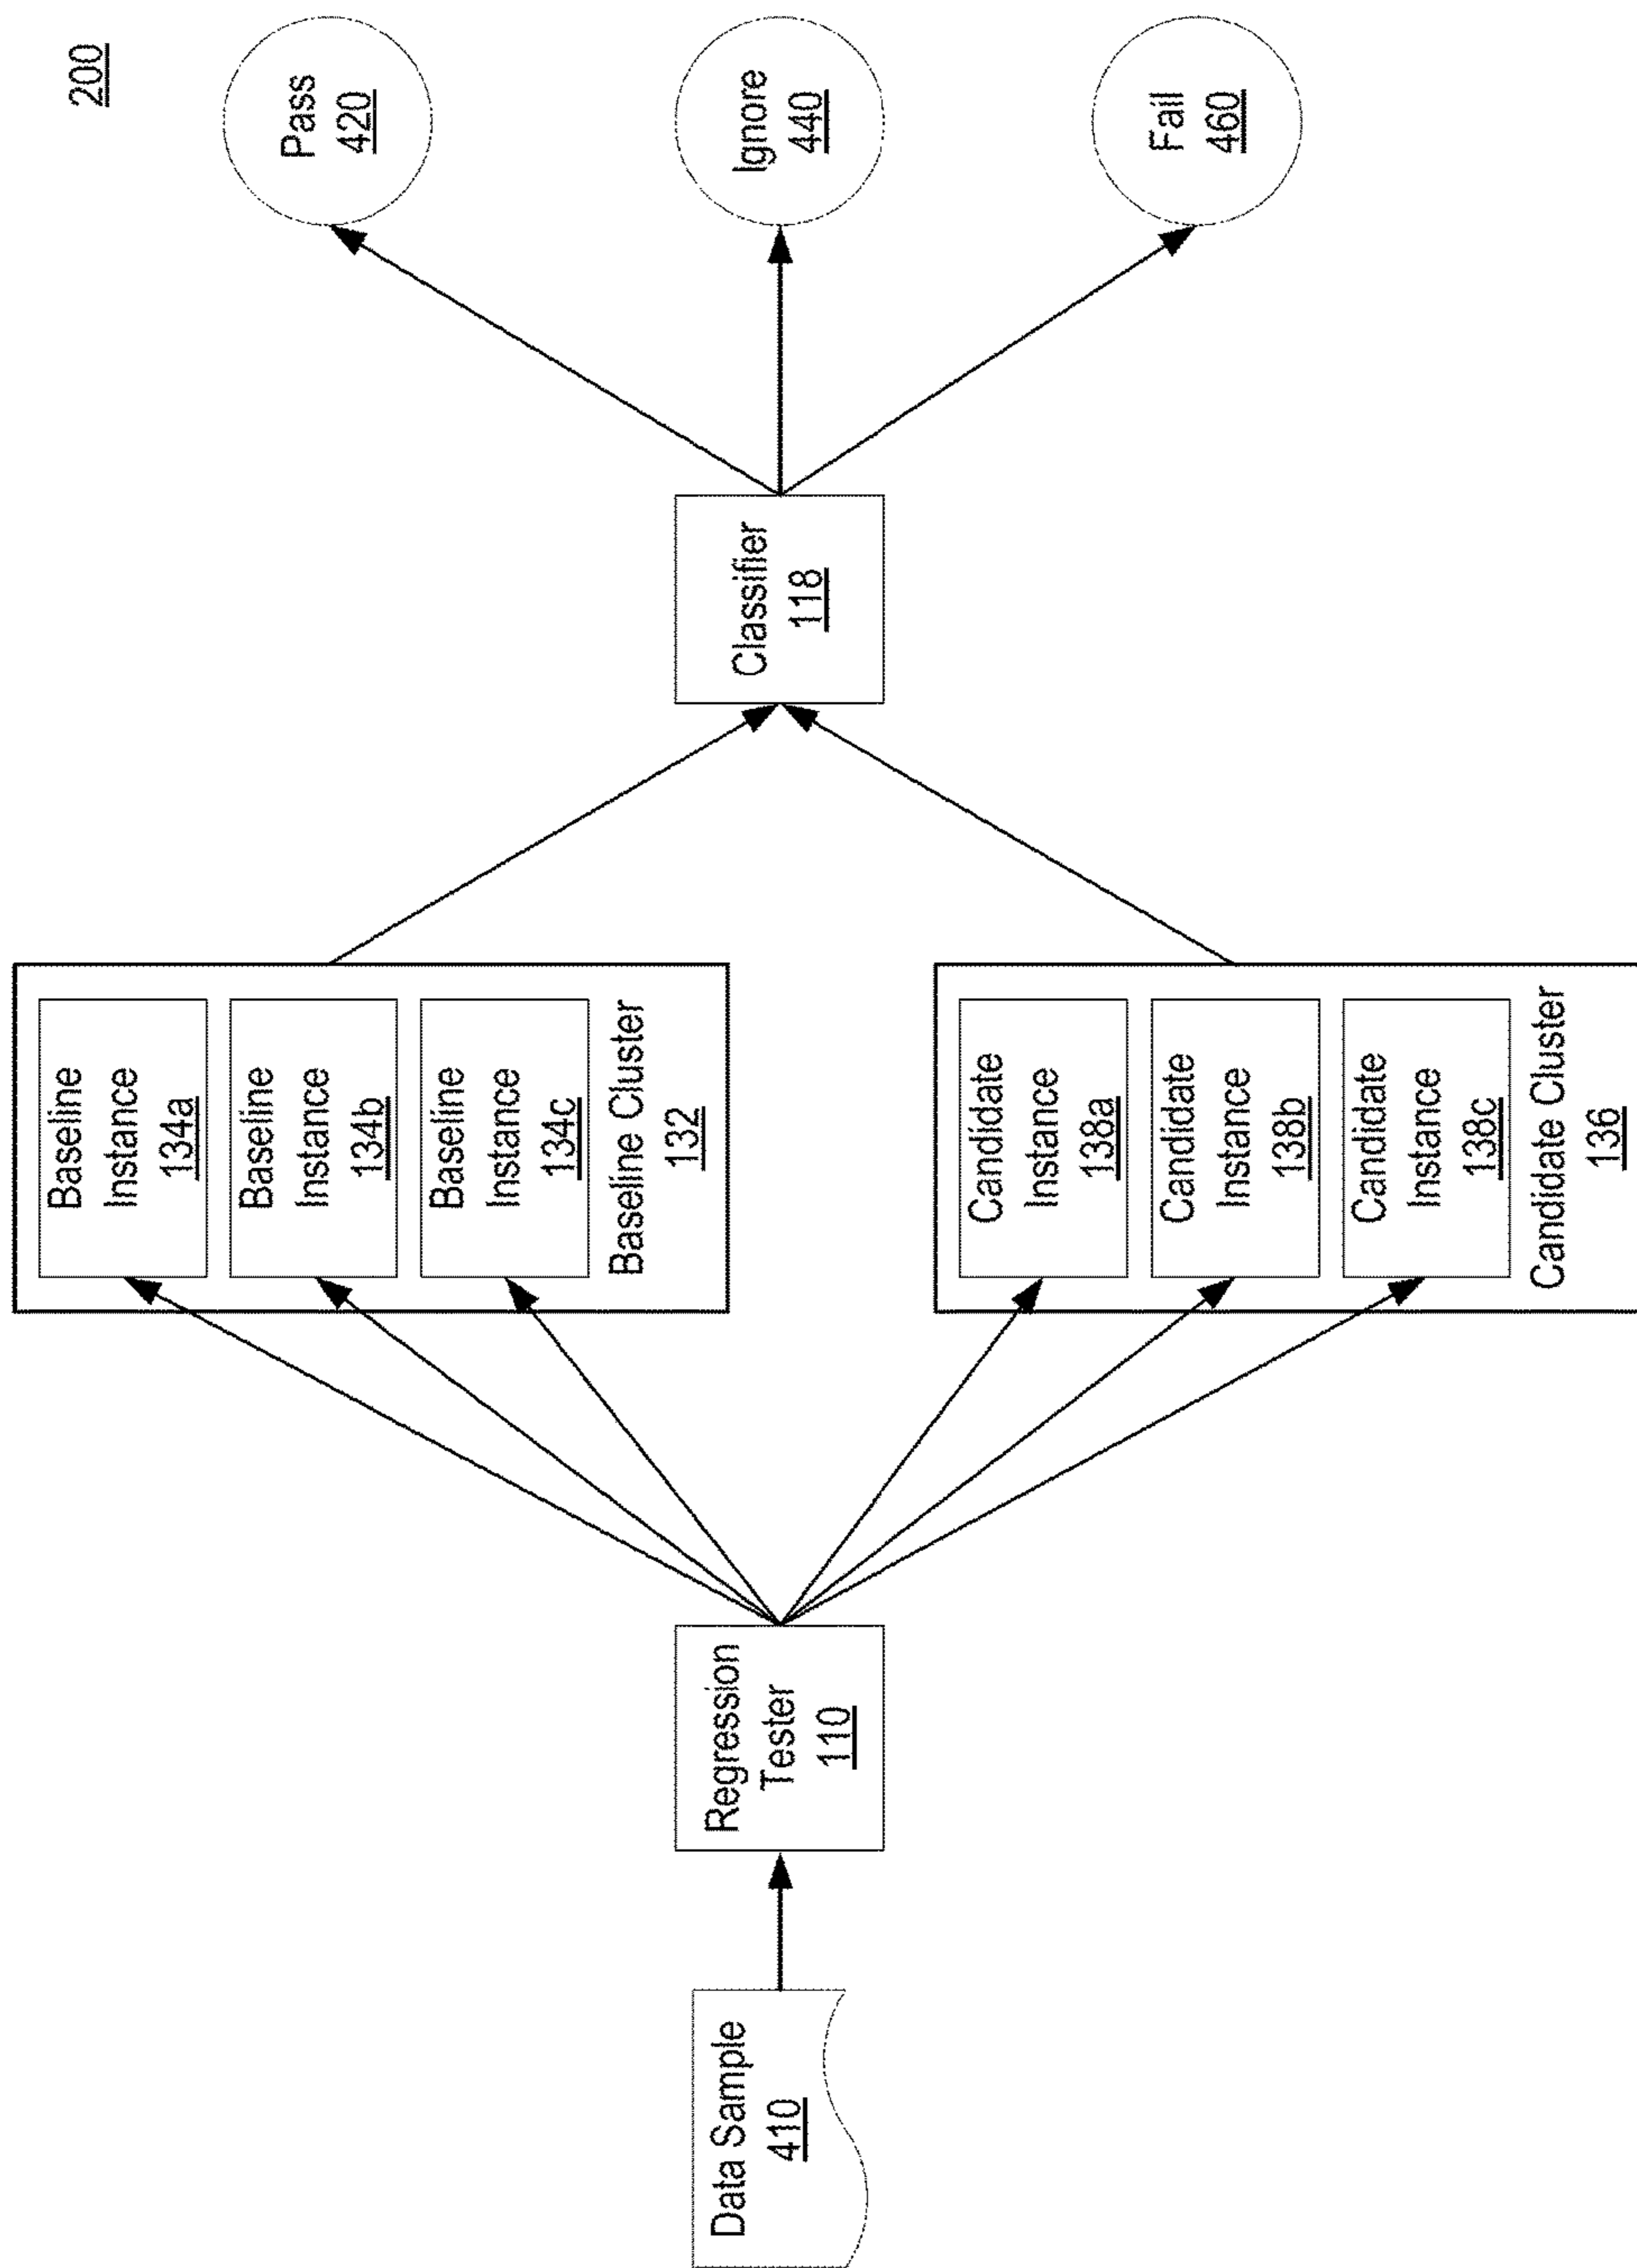 200
Data Sample
410
Regression
Tester
110
Baseline
Instance
134a
Baseline
Instance
134b
Baseline
Instance
134c
Baseline Cluster
132
Candidate
Instance
138a
Candidate
Instance
138b
Candidate
Instance
138c
Candidate Cluster
136
Classifier
118
Pass
420
Ignore
440
Fail
460